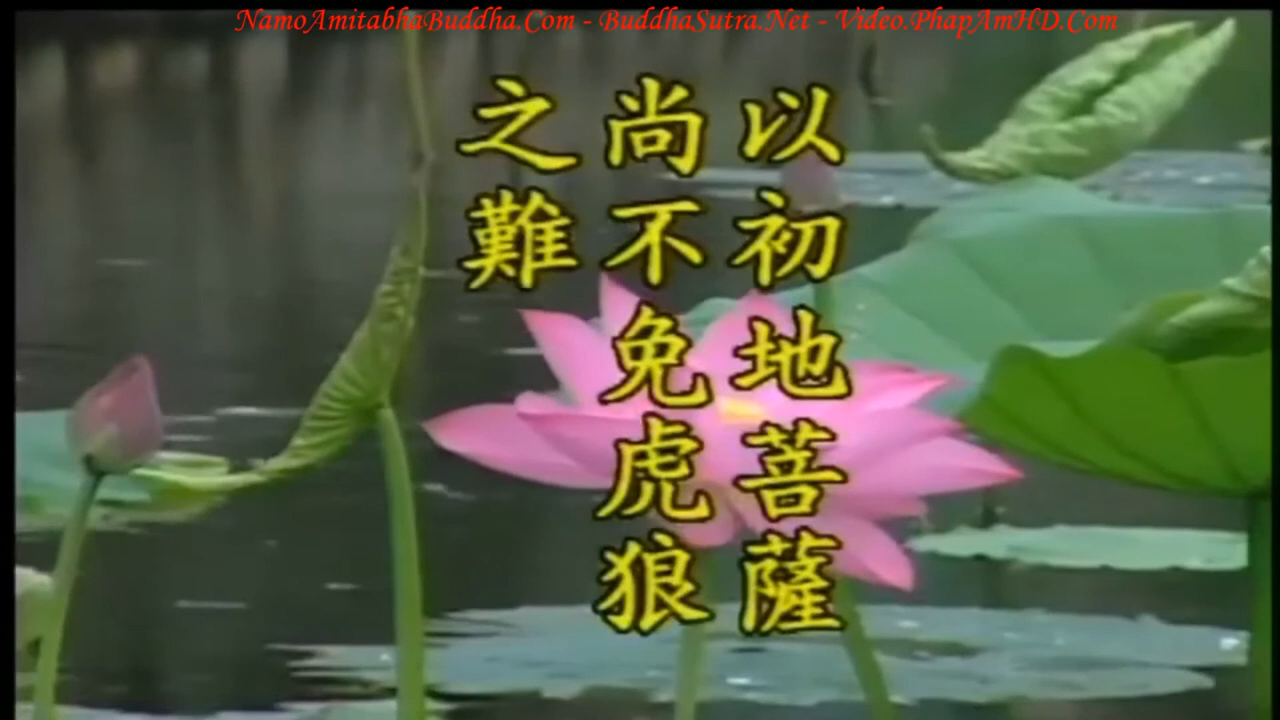 NamoAmitabhaBuddha.Com - BuddhaSutra.Net - Video.PhapAmHD.Com
以初地菩薩
尚不免虎狼
之難